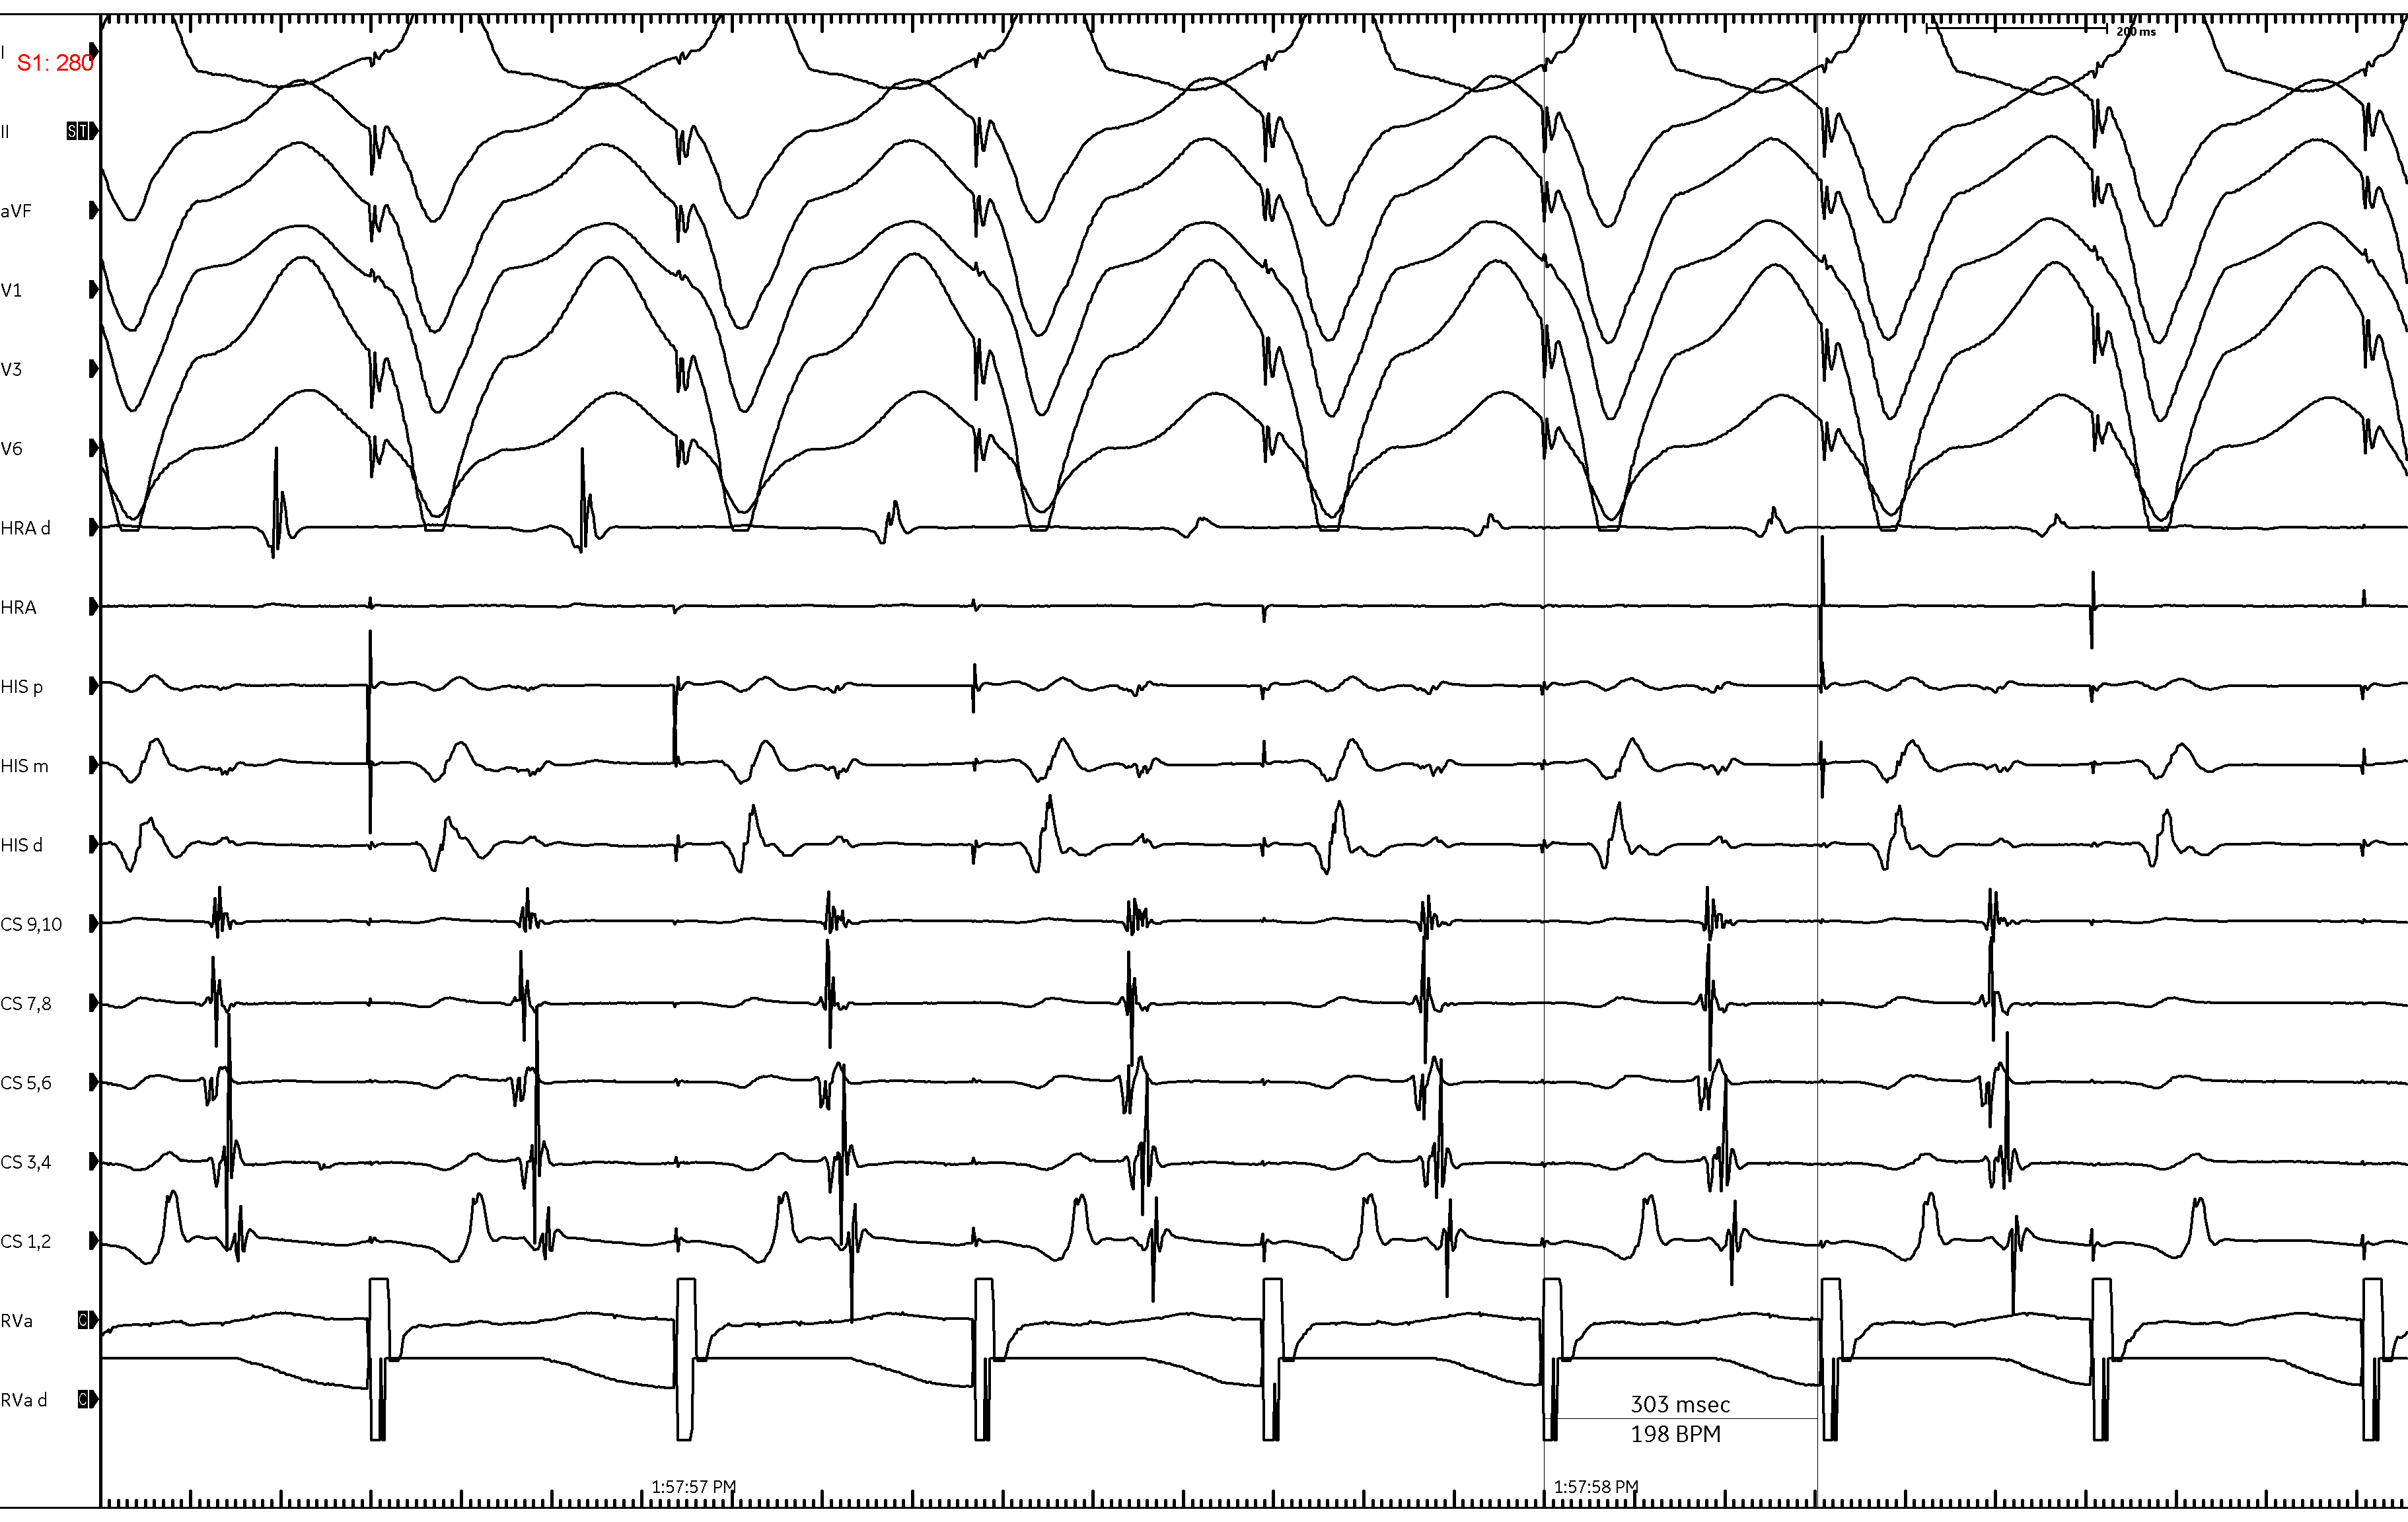 I
S1: 280
200 ms
II ST
aVF
V1
V3
V6
HRA d
HRA
HIS p
HIS m
HIS d
CS 9,10
CS 7,8
CS 5,6
CS 3,4
CS 1,2
RVa C
RVa d C
303 msec
198 BPM
1:57:57 PM 1:57:58 PM